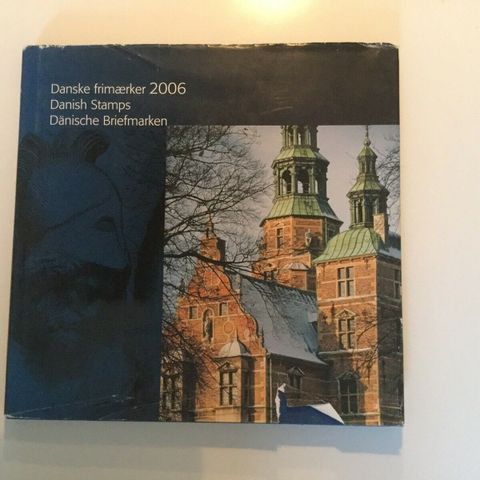 Danske frimærker 2006
Danish Stamps
Dänische Briefmarken